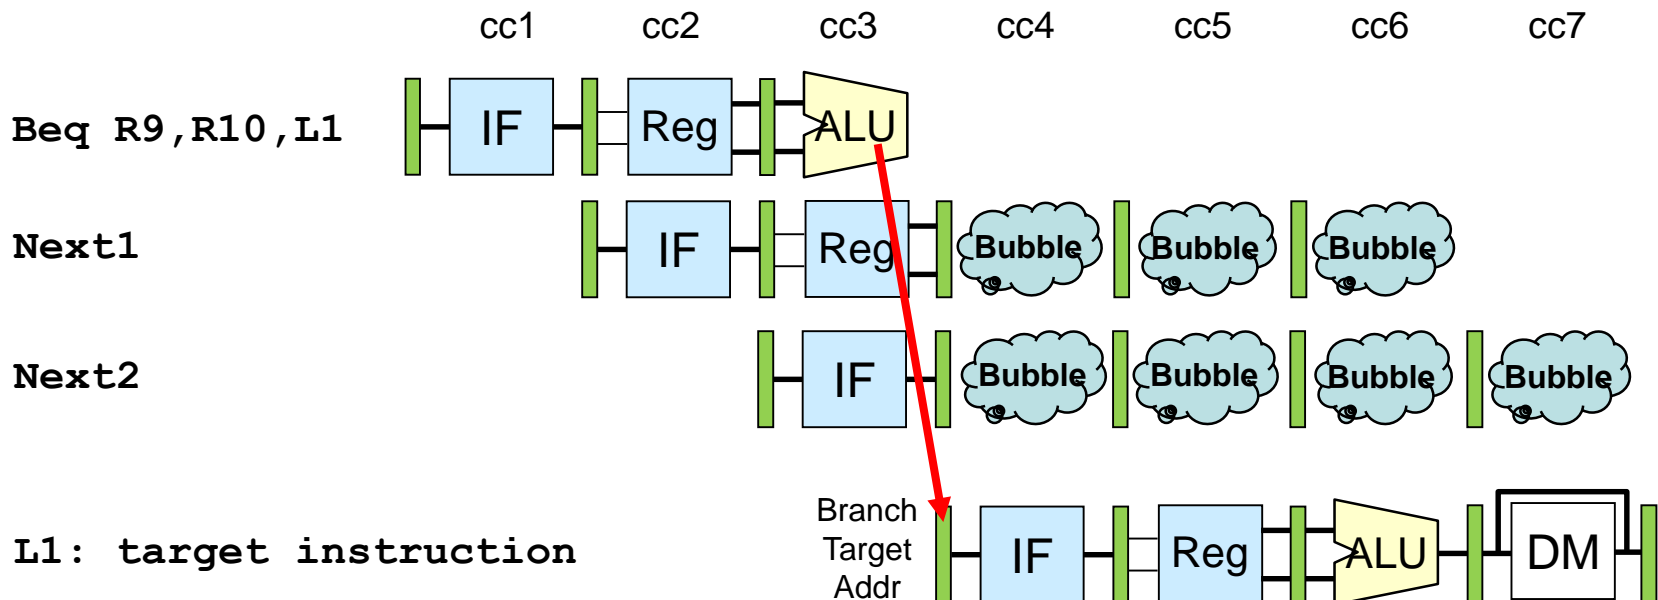 cc1 cc2 cc3 cc4 cc5 cc6 cc7
Beq R9,R10,L1 IF Reg ALU
Next1 IF Reg Bubble Bubble Bubble
Next2 IF Bubble Bubble Bubble Bubble
Branch
Target
Addr
L1: target instruction IF Reg ALU DM